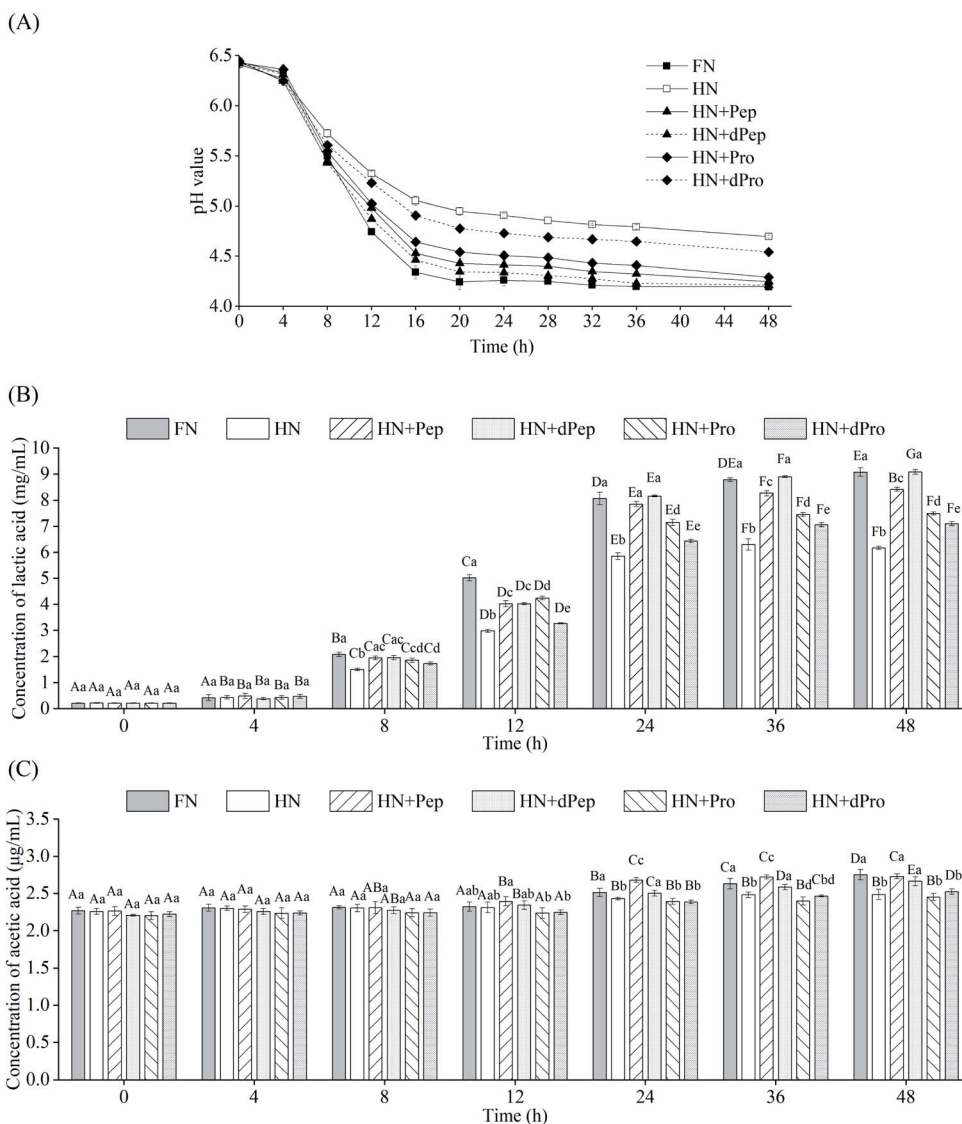 (A)
6.5
6.0
5.5
5.0
4.5
4.0
pH value
FN
HN
HN+Pep
HN+dPep
HN+Pro
HN+dPro
0 4 8 12 16 20 24 28 32 36 40 44 48
Time (h)
(B)
FN HN HN+Pep HN+dPep HN+Pro HN+dPro
Concentration of lactic acid (mg/mL)
10
9
8
7
6
5
4
3
2
1
0
Aa Aa Aa Aa Aa Aa
Aa Ba Ba Ba Ba Ba
Ba Cb Cac Cac Ccd Cd
Ca Db Dc Dc Dd De
Da Eb Ea Ea Ed Ee
DEa Fb Fc Fa Fd Fe
Ea Fb Bc Ga Fd Fe
0 4 8 12 24 36 48
Time (h)
(C)
FN HN HN+Pep HN+dPep HN+Pro HN+dPro
Concentration of acetic acid (μg/mL)
3.5
3.0
2.5
2.0
1.5
1.0
0.5
0.0
Aa Aa Aa Aa Aa Aa
Aa Aa Aa Aa Aa Aa
Aa Aa ABa ABa Aa Aa
Aab Aab Ba Bab Ab Ab
Ba Bb Cc Ca Bb Bb
Ca Bb Cc Da Bd Cbd
Da Bb Ca Ea Bb Db
0 4 8 12 24 36 48
Time (h)